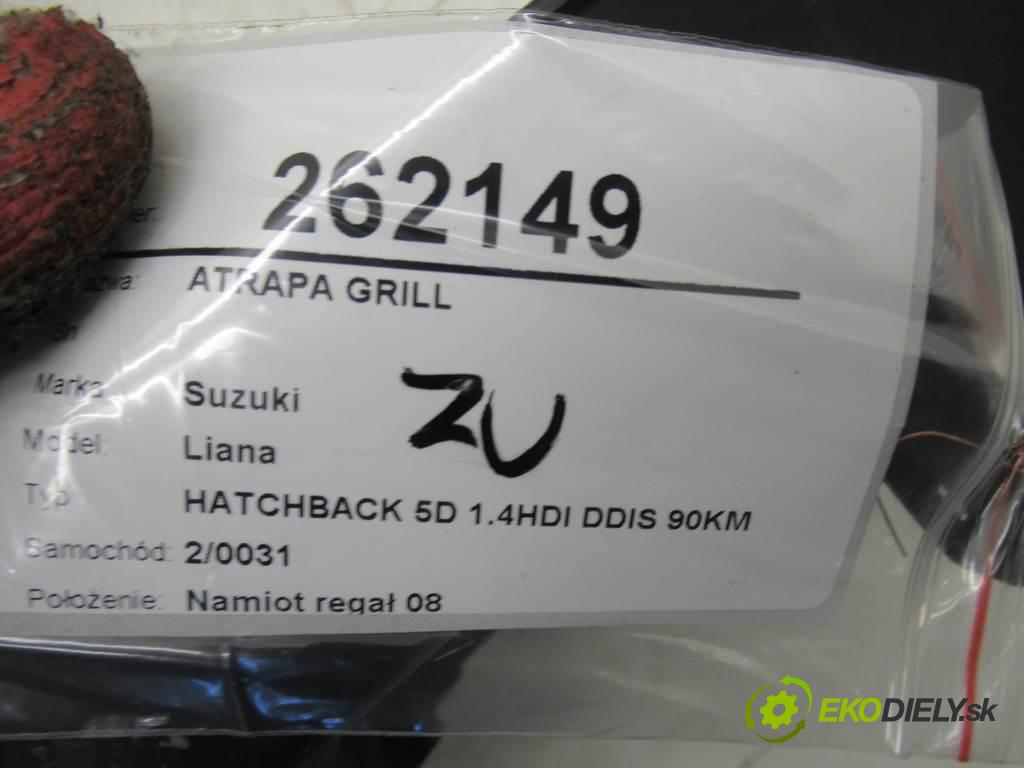 262149
ATRAPA GRILL
Sn
Marka Suzuki
ZU
Model: Liana
Typ HATCHBACK 5D 1.4HDI DDIS 90KM
Samochód: 2/0031
Położenie: Namiot regał 08
EKODIELY.sk